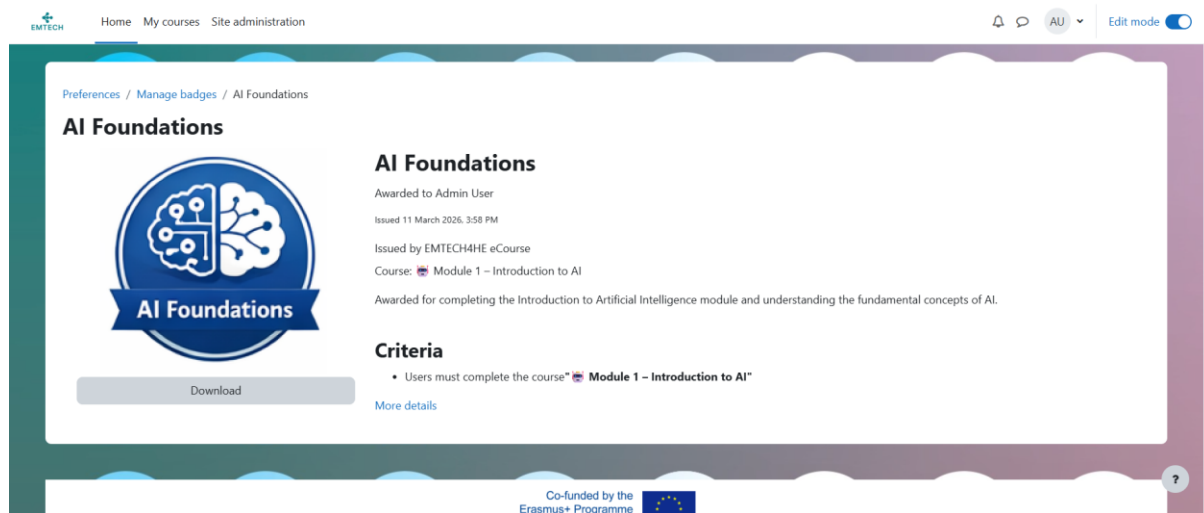 EMTECH
Home My courses Site administration
AU
Edit mode
Preferences / Manage badges / AI Foundations
AI Foundations
AI Foundations
Download
AI Foundations
Awarded to Admin User
Issued 11 March 2026, 3:58 PM
Issued by EMTECH4HE eCourse
Course: Module 1 – Introduction to AI
Awarded for completing the Introduction to Artificial Intelligence module and understanding the fundamental concepts of AI.
Criteria
• Users must complete the course" Module 1 – Introduction to AI"
More details
?
Co-funded by the
Erasmus+ Programme